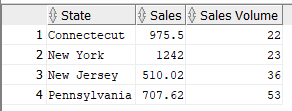 State Sales Sales Volume
1 Connectecut 975.5 22
2 New York 1242 23
3 New Jersey 510.02 36
4 Pennsylvania 707.62 53